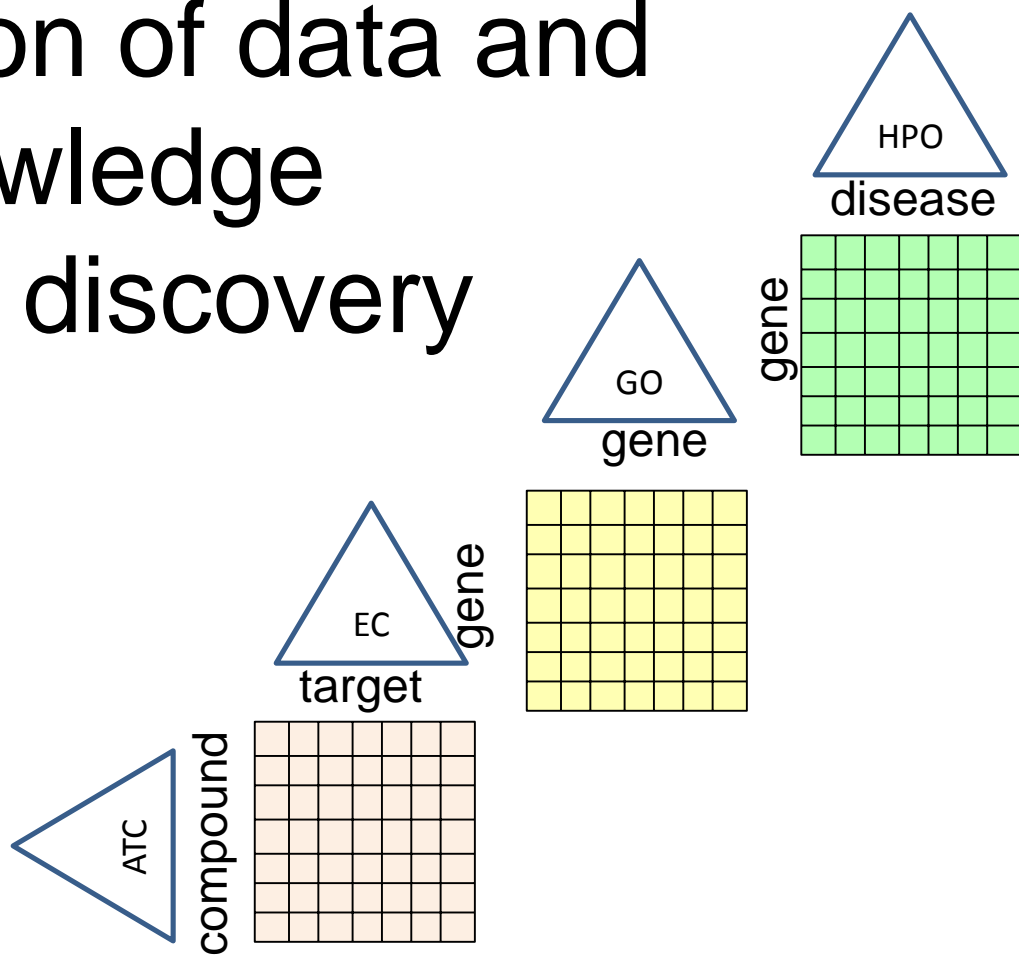 on of data and
wledge
discovery
HPO
disease
gene
GO
gene
gene
EC
target
compound
ATC